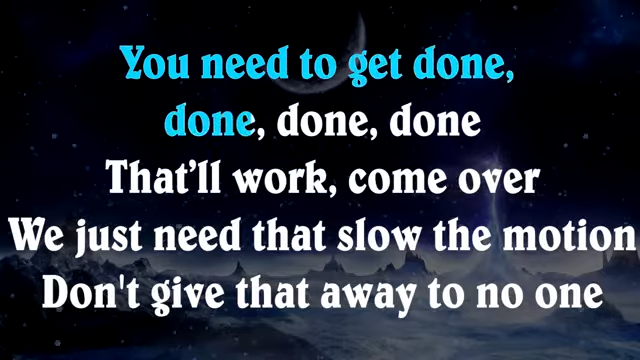 You need to get done,
done, done, done
That’ll work, come over
We just need that slow the motion
Don't give that away to no one